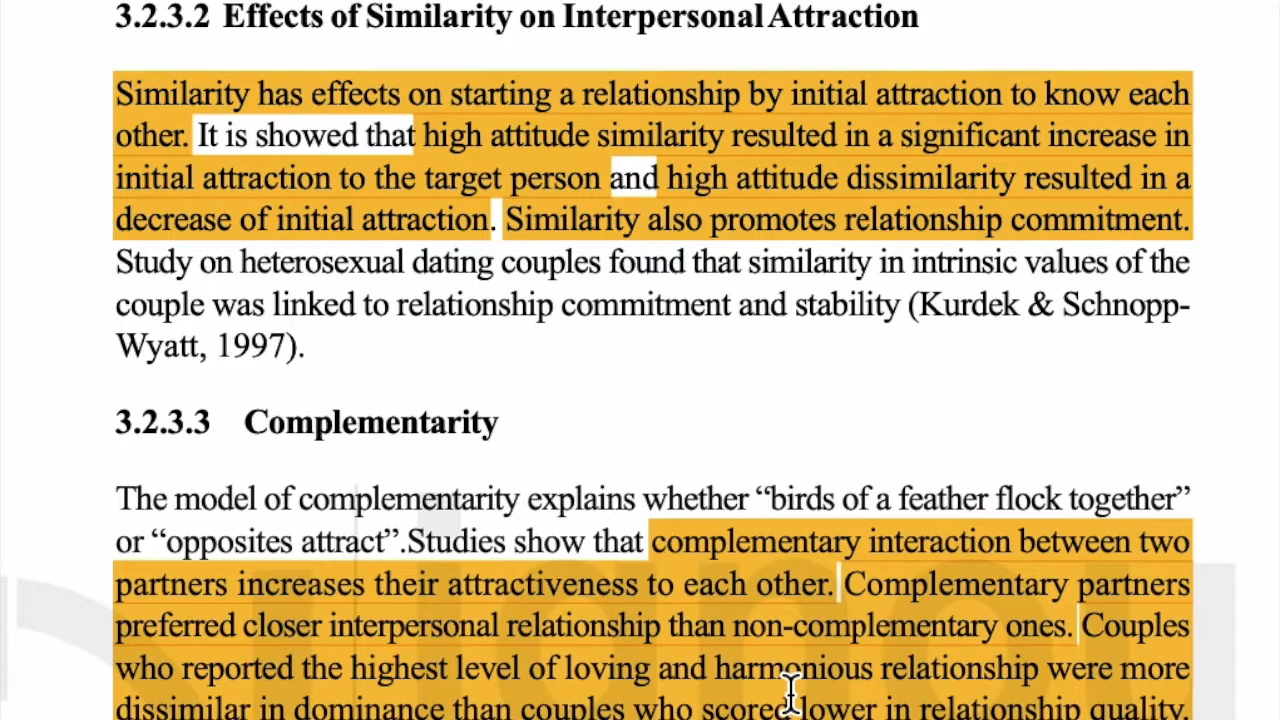 3.2.3.2 Effects of Similarity on Interpersonal Attraction
Similarity has effects on starting a relationship by initial attraction to know each
other. It is showed that high attitude similarity resulted in a significant increase in
initial attraction to the target person and high attitude dissimilarity resulted in a
decrease of initial attraction. Similarity also promotes relationship commitment.
Study on heterosexual dating couples found that similarity in intrinsic values of the
couple was linked to relationship commitment and stability (Kurdek & Schnopp-
Wyatt, 1997).
3.2.3.3 Complementarity
The model of complementarity explains whether “birds of a feather flock together”
or “opposites attract”.Studies show that complementary interaction between two
partners increases their attractiveness to each other. Complementary partners
preferred closer interpersonal relationship than non-complementary ones. Couples
who reported the highest level of loving and harmonious relationship were more
dissimilar in dominance than couples who scored lower in relationship quality.